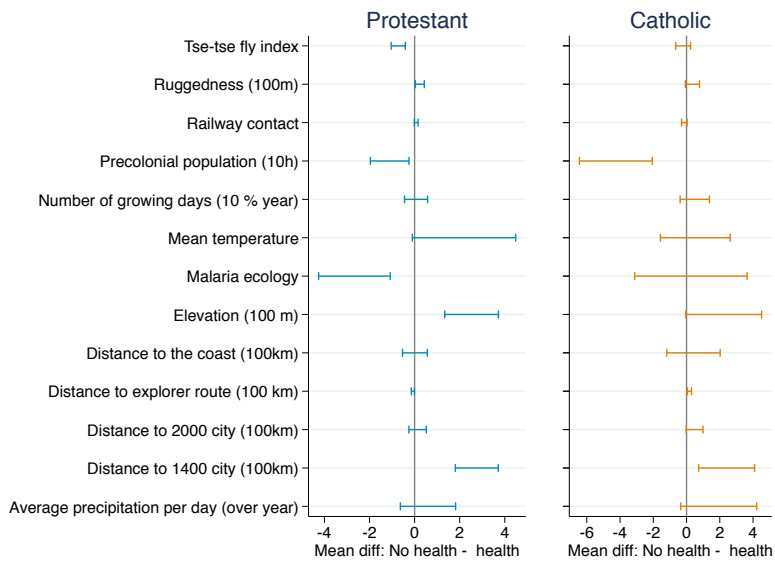 Protestant
Catholic
Tse-tse fly index
Ruggedness (100m)
Railway contact
Precolonial population (10h)
Number of growing days (10 % year)
Mean temperature
Malaria ecology
Elevation (100 m)
Distance to the coast (100km)
Distance to explorer route (100 km)
Distance to 2000 city (100km)
Distance to 1400 city (100km)
Average precipitation per day (over year)
-4 -2 0 2 4
-6 -4 -2 0 2 4
Mean diff: No health - health
Mean diff: No health - health